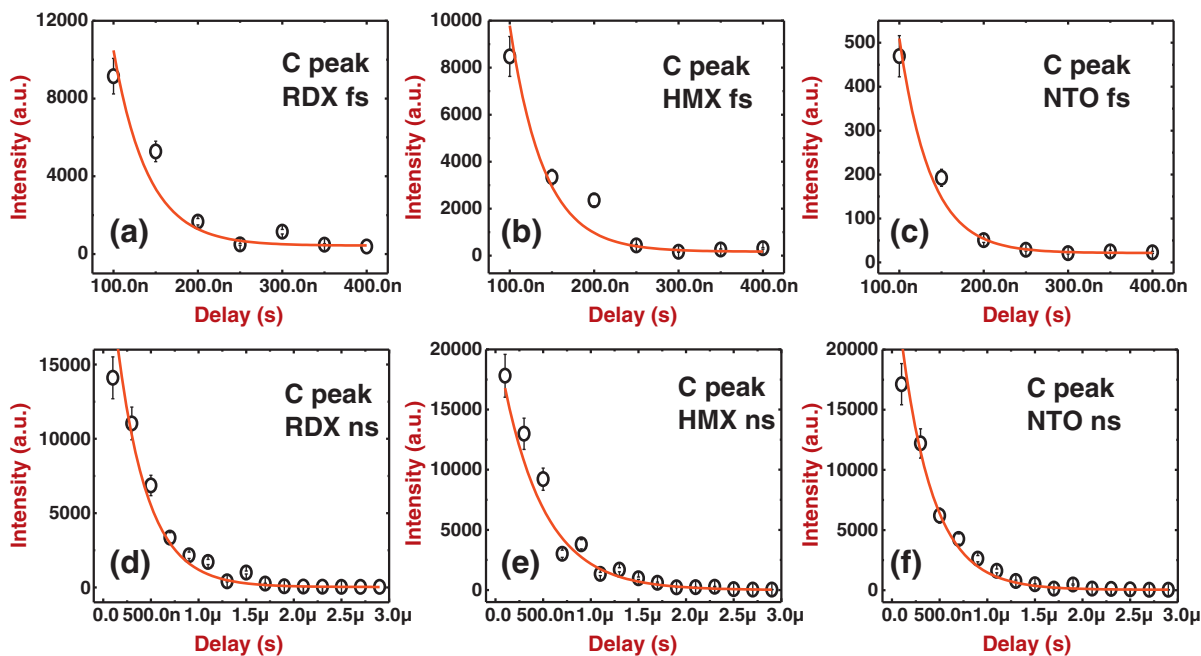 12000
9000
6000
3000
0
Intensity (a.u.)
C peak
RDX fs
(a)
100.0n 200.0n 300.0n 400.0n
Delay (s)
10000
8000
6000
4000
2000
0
Intensity (a.u.)
C peak
HMX fs
(b)
100.0n 200.0n 300.0n 400.0n
Delay (s)
500
400
300
200
100
0
Intensity (a.u.)
C peak
NTO fs
(c)
100.0n 200.0n 300.0n 400.0n
Delay (s)
15000
10000
5000
0
Intensity (a.u.)
C peak
RDX ns
(d)
0.0 500.0n 1.0µ 1.5µ 2.0µ 2.5µ 3.0µ
Delay (s)
20000
15000
10000
5000
0
Intensity (a.u.)
C peak
HMX ns
(e)
0.0 500.0n 1.0µ 1.5µ 2.0µ 2.5µ 3.0µ
Delay (s)
20000
15000
10000
5000
0
Intensity (a.u.)
C peak
NTO ns
(f)
0.0 500.0n 1.0µ 1.5µ 2.0µ 2.5µ 3.0µ
Delay (s)